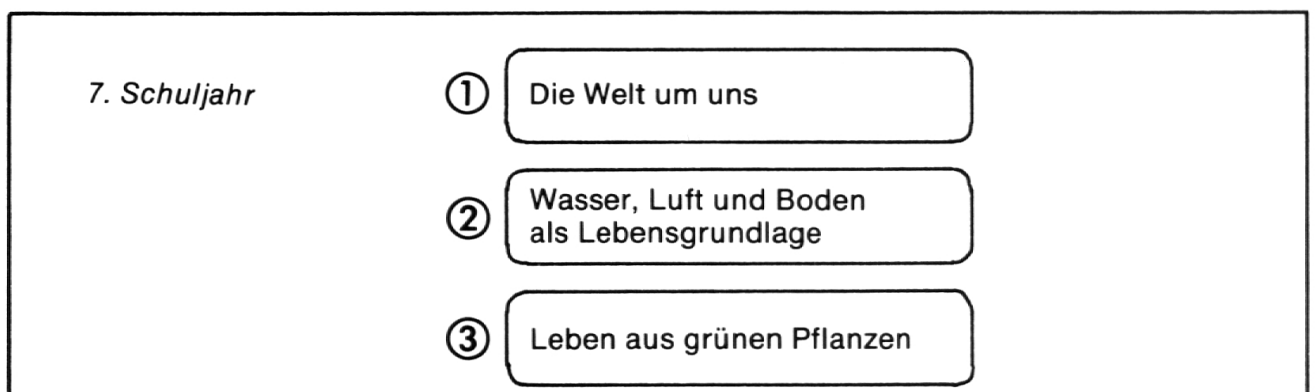 7. Schuljahr
① Die Welt um uns
② Wasser, Luft und Boden
als Lebensgrundlage
③ Leben aus grünen Pflanzen